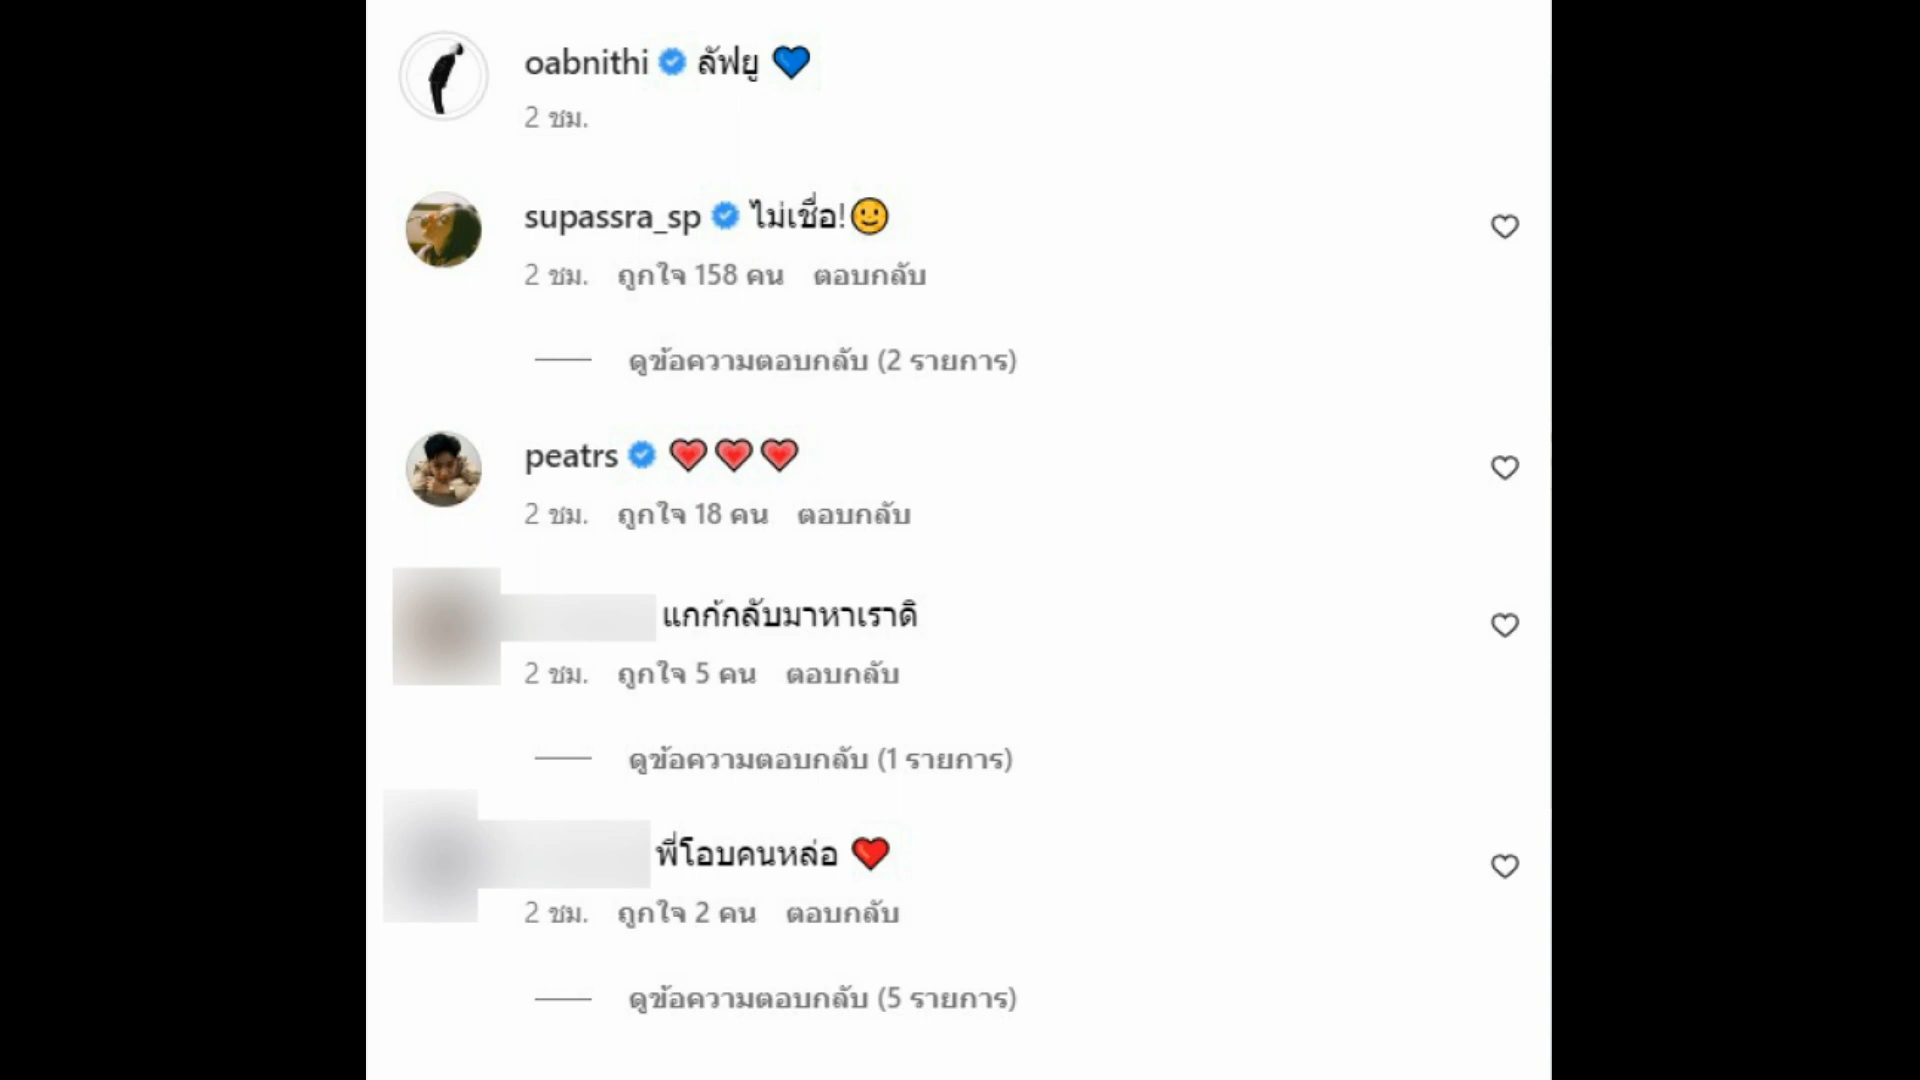 oabnithi ลัฟยู 💙
2 ชม.
supassra_sp ไม่เชื่อ!🙂
2 ชม. ถูกใจ 158 คน ตอบกลับ
ดูข้อความตอบกลับ (2 รายการ)
peatrs 💗💗💗
2 ชม. ถูกใจ 18 คน ตอบกลับ
แกก้กลับมาหาเราดิ
2 ชม. ถูกใจ 5 คน ตอบกลับ
ดูข้อความตอบกลับ (1 รายการ)
พี่โอบคนหล่อ ❤️
2 ชม. ถูกใจ 2 คน ตอบกลับ
ดูข้อความตอบกลับ (5 รายการ)